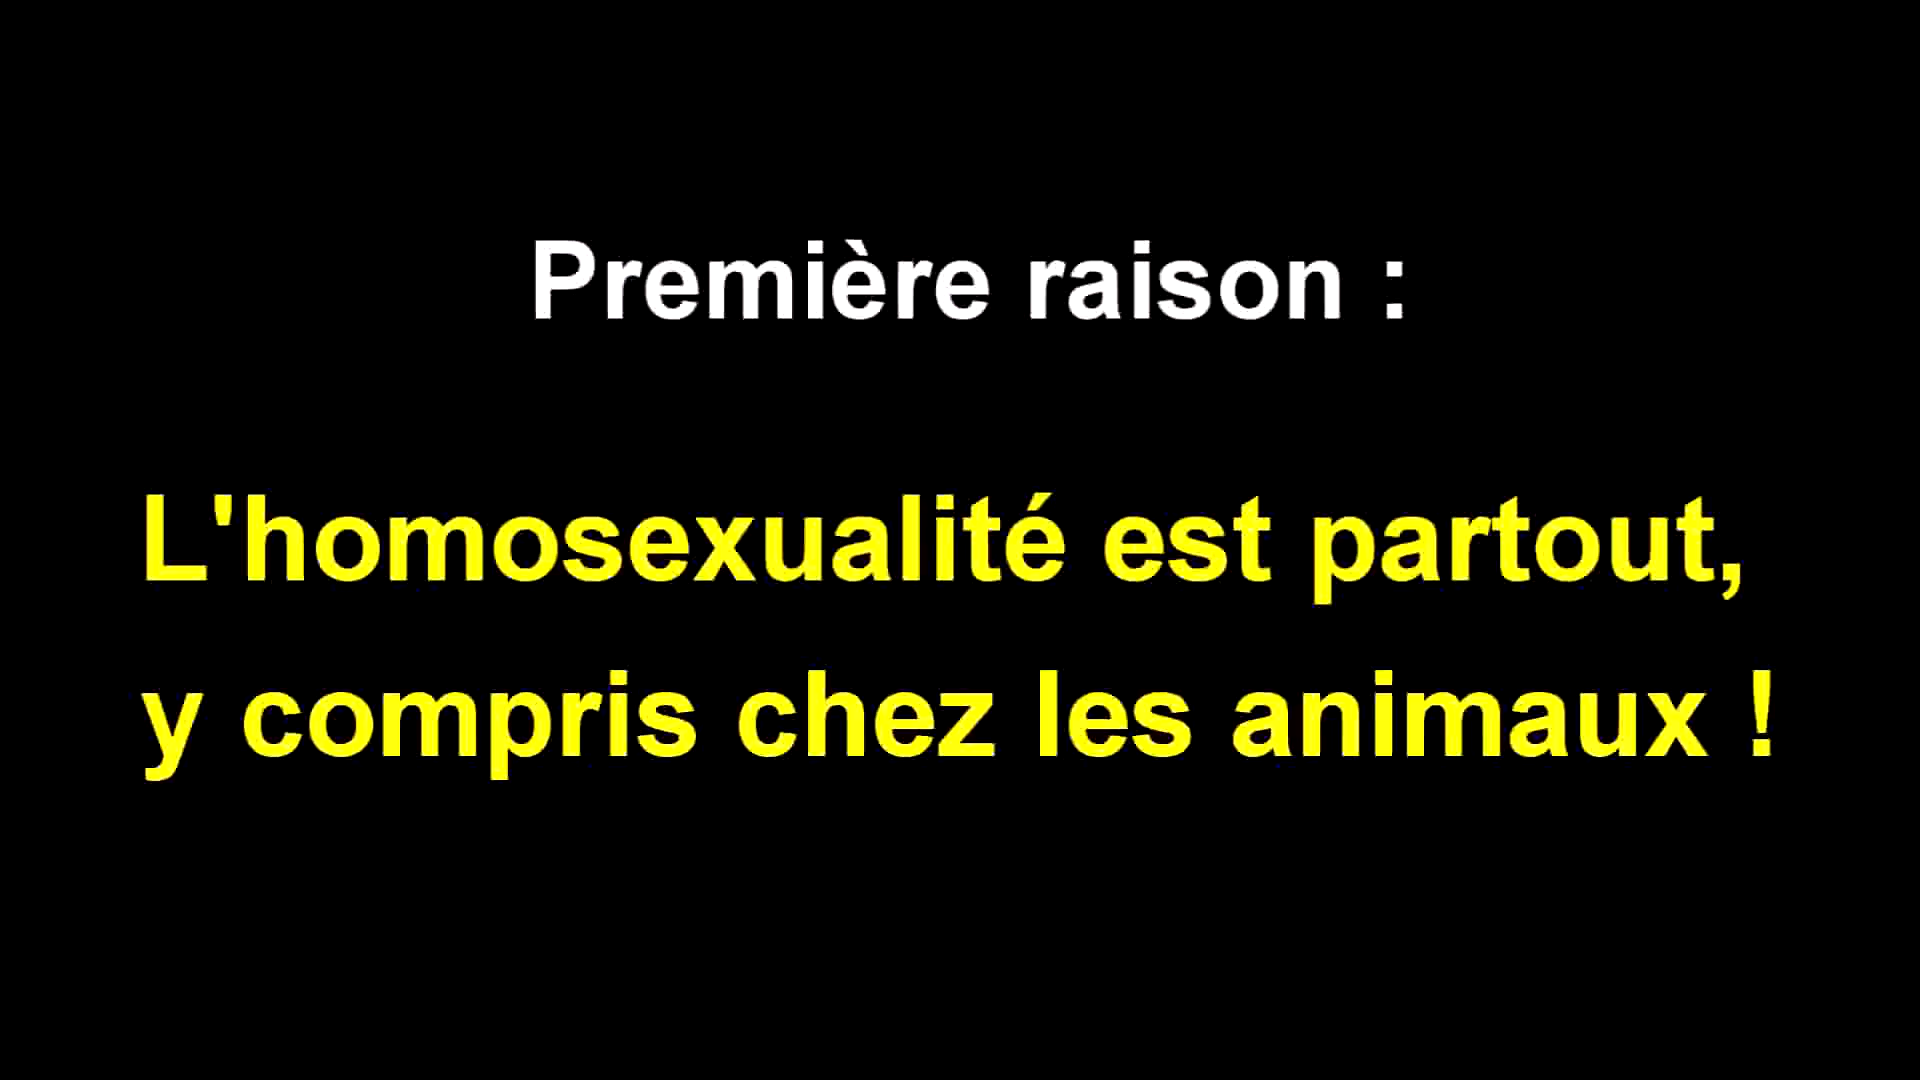 Première raison :
L'homosexualité est partout,
y compris chez les animaux !